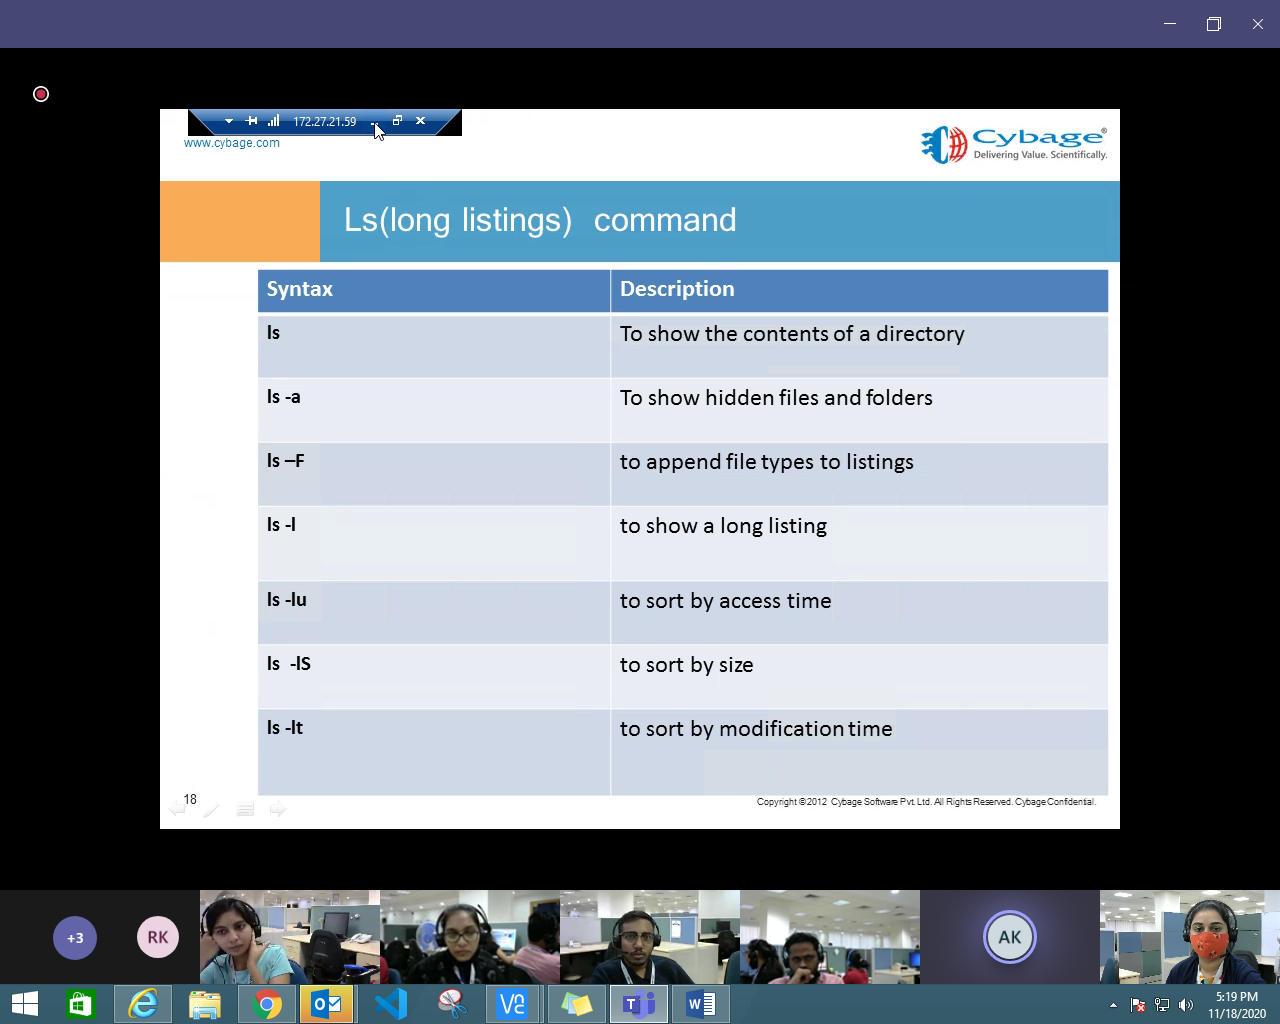 172.27.21.59
www.cybage.com
Cybage®
Delivering Value. Scientifically.
Ls(long listings) command
Syntax Description
ls To show the contents of a directory
ls -a To show hidden files and folders
ls –F to append file types to listings
ls -l to show a long listing
ls -lu to sort by access time
ls -lS to sort by size
ls -lt to sort by modification time
18
Copyright ©2012 Cybage Software Pvt. Ltd. All Rights Reserved. Cybage Confidential.
+3
RK
AK
5:19 PM
11/18/2020